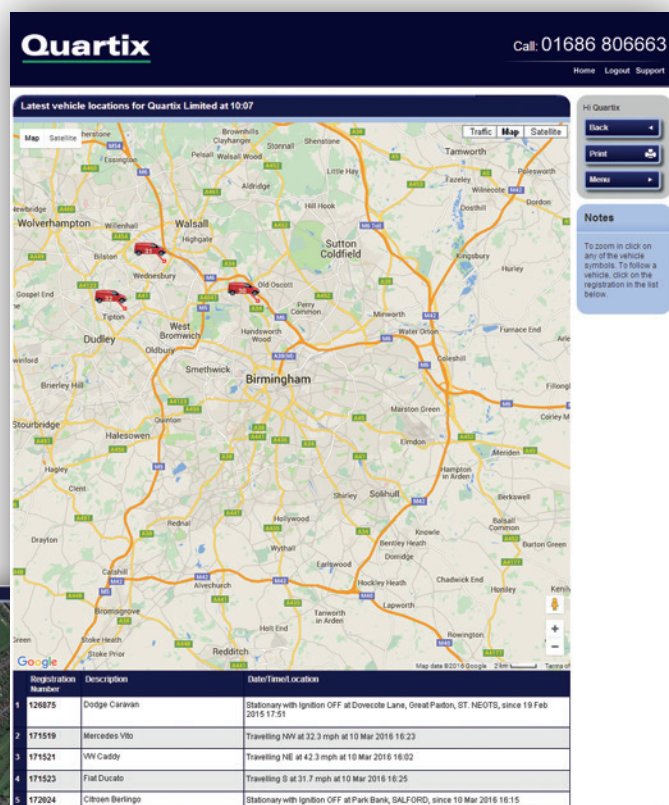 Quartix
Call: 01686 806663
Home Logout Support
Latest vehicle locations for Quartix Limited at 10:07
Hi Quartix
Back
Print
Menu
Notes
To zoom in click on
any of the vehicle
symbols. To follow a
vehicle, click on the
registration in the list
below.
Map Satellite
Traffic Map Satellite
Brownhills
Clayhanger
Stonnall
Shenstone
Tamworth
Essington
Pelsall
Walsall Wood
Little Hay
Fazeley
Polesworth
Wilnecote
Aldridge
Dordon
Hill Hook
Dosthill
Wolverhampton
Willenhall
Walsall
Highgate
Sutton
Coldfield
Bilston
Kingsbury
Wednesbury
Hurley
Old Oscott
Gospel End
Perry
Common
Tipton
Minworth
West
Bromwich
Handsworth
Wood
Water Orton
Furnace End
Dudley
Oldbury
Coleshill
Smethwick
Birmingham
Brierley Hill
Marston Green
Quinton
Stourbridge
Halesowen
Elmdon
Meriden
Hagley
Hampton
in Arden
Clent
Shirley
Solihull
Berkswell
Hollywood
Balsall
Common
Rednal
Knowle
Drayton
Bentley Heath
Burton Green
Wythall
Dorridge
Earlswood
Catshill
Alvechurch
Hockley Heath
Chadwick End
Honiley
Lapworth
Bromsgrove
Tanworth
in Arden
Holt End
Rowington
Stoke Heath
Stoke Prior
Redditch
Google
Map data ©2016 Google 2 km Terms of
Registration Number Description Date/Time/Location
1 126875 Dodge Caravan Stationary with Ignition OFF at Dovecote Lane, Great Paxton, ST. NEOTS, since 19 Feb
2015 17:51
2 171519 Mercedes Vito Travelling NW at 32.3 mph at 10 Mar 2016 16:23
3 171521 VW Caddy Travelling NE at 42.3 mph at 10 Mar 2016 16:02
4 171523 Fiat Ducato Travelling S at 31.7 mph at 10 Mar 2016 16:25
5 172024 Citroen Berlingo Stationary with Ignition OFF at Park Bank, SALFORD, since 10 Mar 2016 16:15